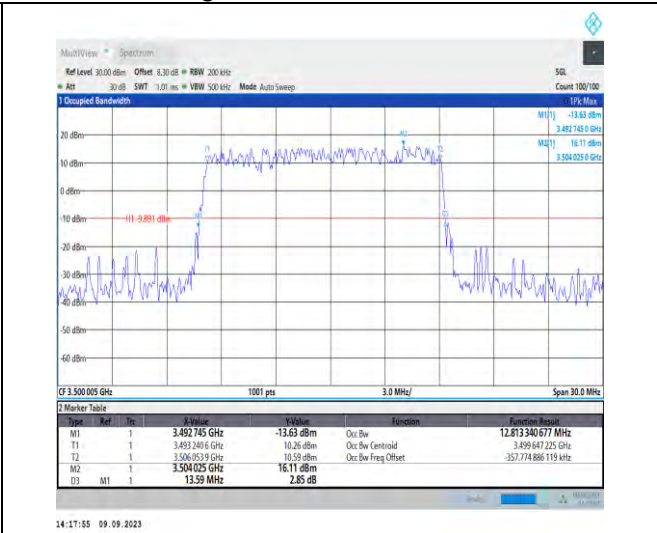 MultiView Spectrum
Ref Level 30.00 dBm Offset 8.30 dB RBW 200 kHz SGL
Att 30 dB SWT 1.01 ms VBW 500 kHz Mode Auto Sweep Count 100/100
1 Occupied Bandwidth 1Pk Max
M1[1] -13.63 dBm
3.492 745 0 GHz
M2[1] 16.11 dBm
3.504 025 0 GHz
20 dBm
10 dBm
0 dBm
-10 dBm H1 -9.891 dBm
-20 dBm
-30 dBm
-40 dBm
-50 dBm
-60 dBm
T1
M2
T2
CF 3.500 005 GHz 1001 pts 3.0 MHz/ Span 30.0 MHz
2 Marker Table
Type Ref Trc X-Value Y-Value Function Function Result
M1 1 3.492 745 GHz -13.63 dBm Occ Bw 12.813 340 677 MHz
T1 1 3.493 240 6 GHz 10.26 dBm Occ Bw Centroid 3.499 647 225 GHz
T2 1 3.506 053 9 GHz 10.59 dBm Occ Bw Freq Offset -357.774 886 119 kHz
M2 1 3.504 025 GHz 16.11 dBm
D3 M1 1 13.59 MHz 2.85 dB
14:17:55 09.09.2023